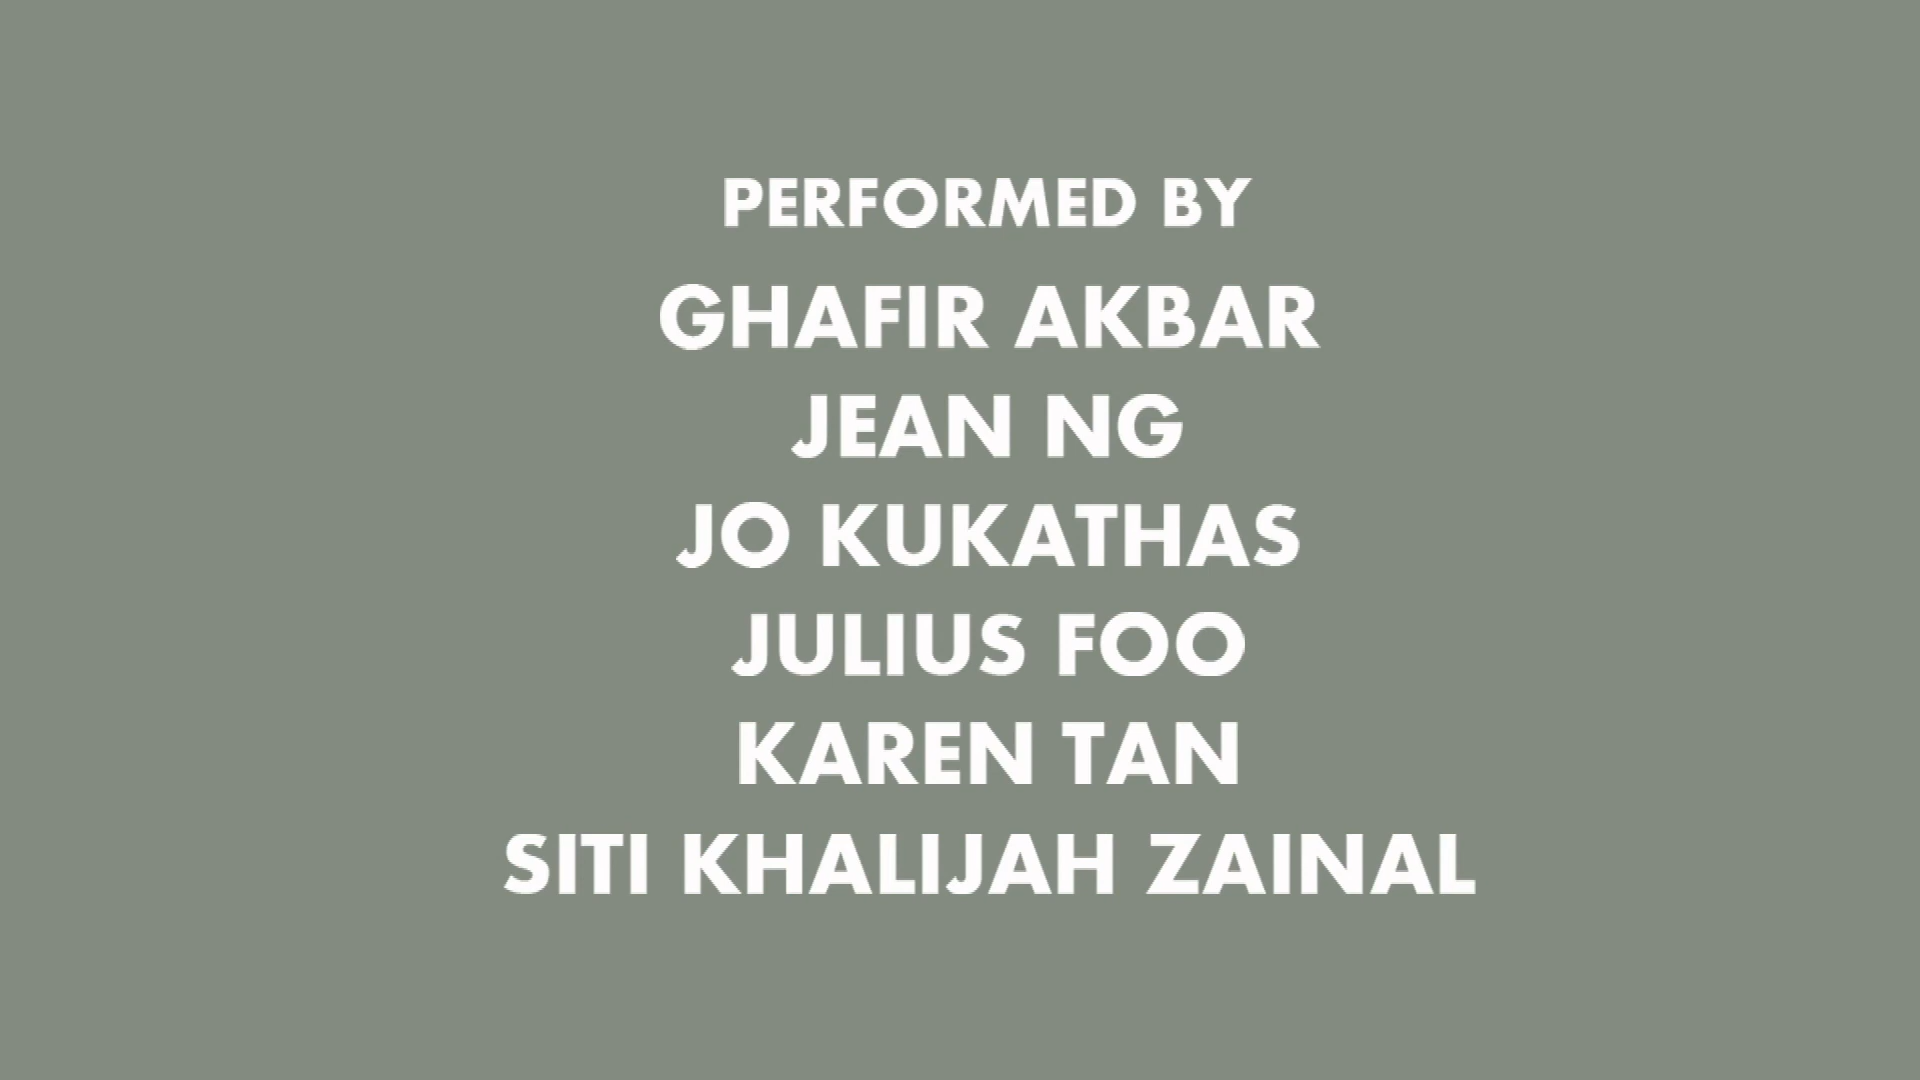 PERFORMED BY
GHAFIR AKBAR
JEAN NG
JO KUKATHAS
JULIUS FOO
KAREN TAN
SITI KHALIJAH ZAINAL